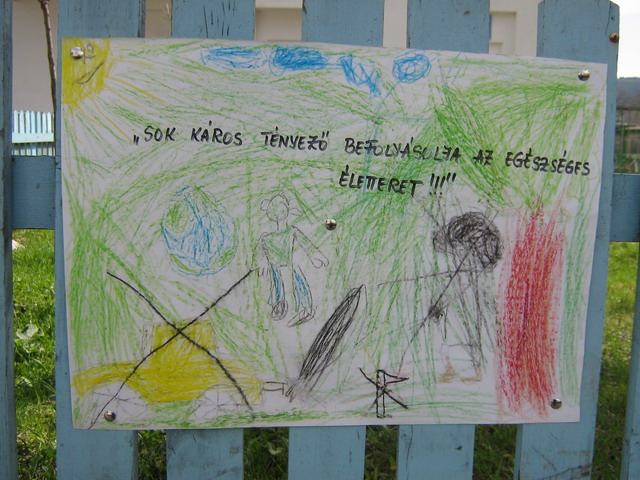 „SOK KÁROS TÉNYEZŐ BEFOLYÁSOLJA AZ EGÉSZSÉGES
ÉLETTERET !!!"